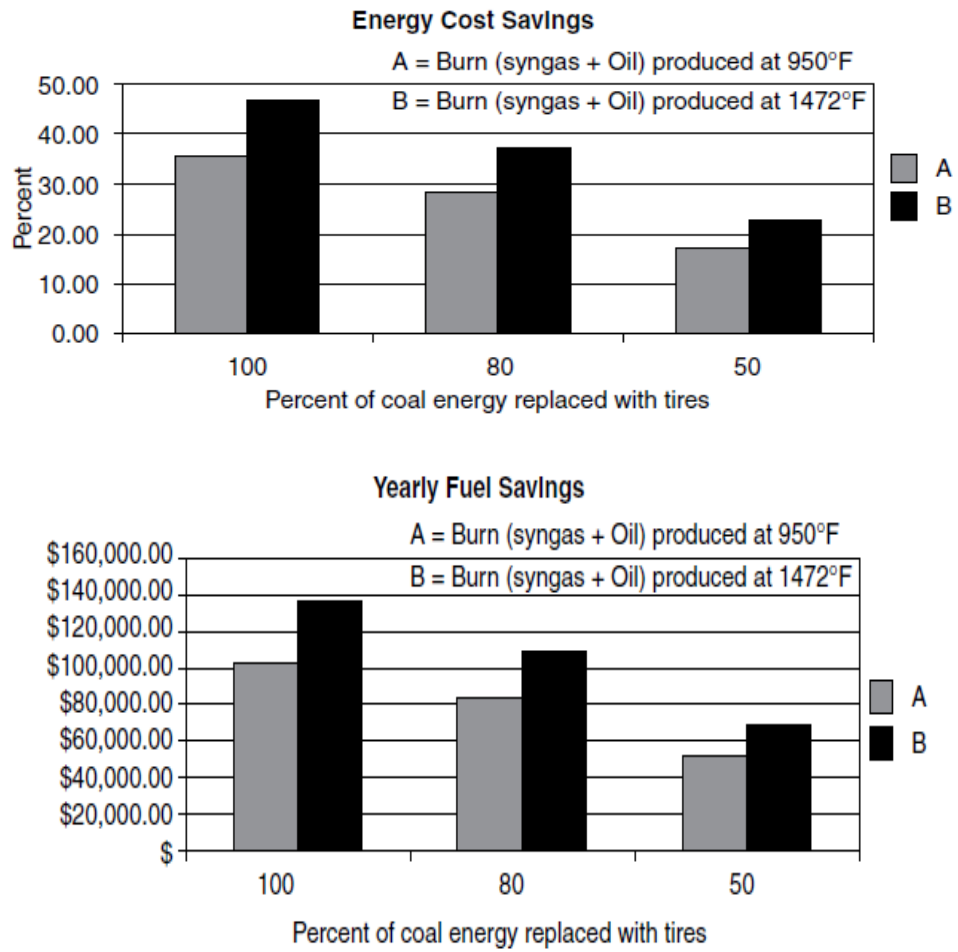 Energy Cost Savings
A = Burn (syngas + Oil) produced at 950°F
B = Burn (syngas + Oil) produced at 1472°F
50.00
40.00
30.00
20.00
10.00
0.00
Percent
A
B
100 80 50
Percent of coal energy replaced with tires
Yearly Fuel Savings
A = Burn (syngas + Oil) produced at 950°F
B = Burn (syngas + Oil) produced at 1472°F
$160,000.00
$140,000.00
$120,000.00
$100,000.00
$80,000.00
$60,000.00
$40,000.00
$20,000.00
$
A
B
100 80 50
Percent of coal energy replaced with tires